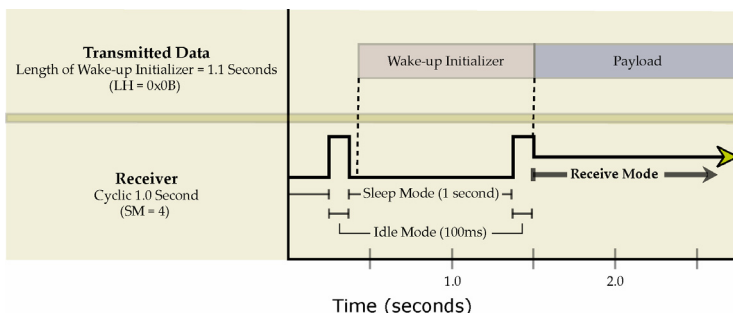 Transmitted Data
Length of Wake-up Initializer = 1.1 Seconds
(LH = 0x0B)
Wake-up Initializer
Payload
Receiver
Cyclic 1.0 Second
(SM = 4)
Sleep Mode (1 second)
Receive Mode
Idle Mode (100ms)
1.0
2.0
Time (seconds)